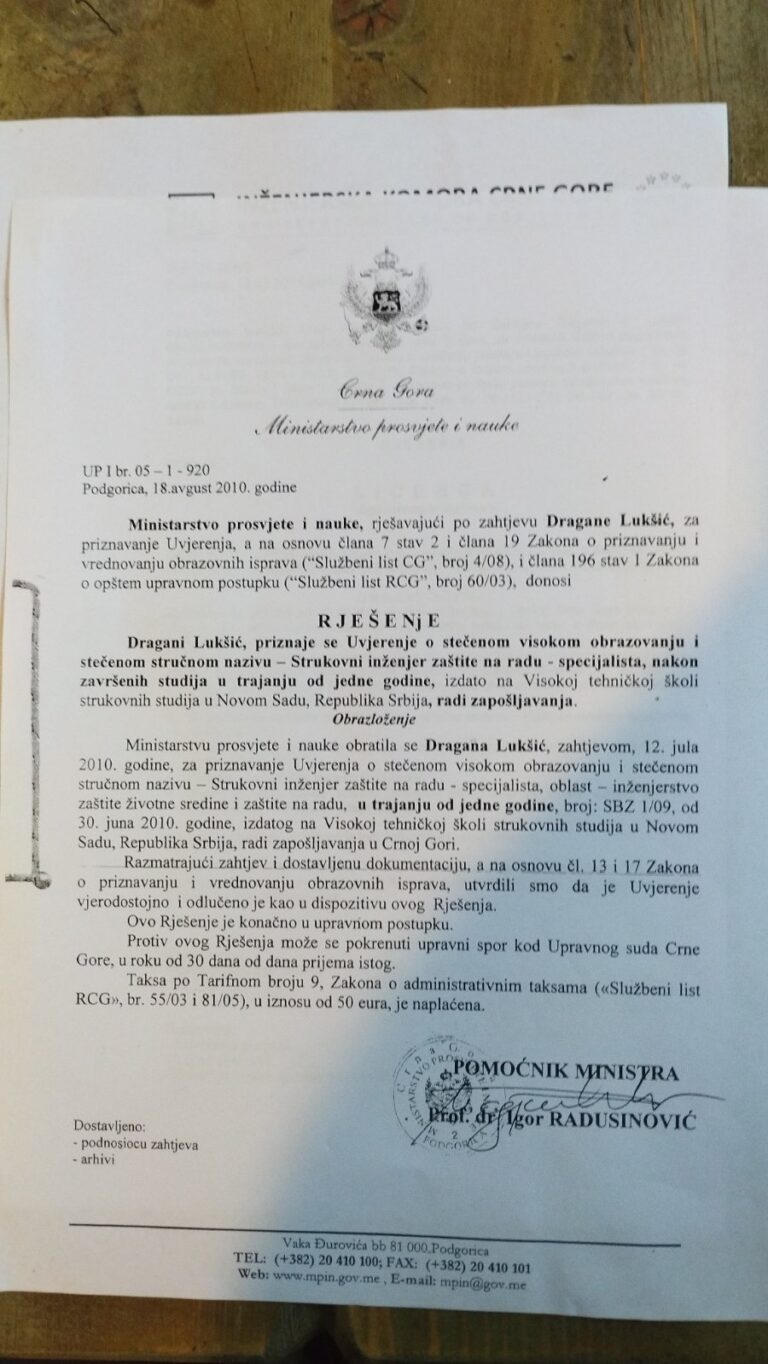 INŽENJERSKA KOMORA CRNE GORE
Crna Gora
Ministarstvo prosvjete i nauke
UP I br. 05 – 1 - 920
Podgorica, 18.avgust 2010. godine
Ministarstvo prosvjete i nauke, rješavajući po zahtjevu Dragane Lukšić, za
priznavanje Uvjerenja, a na osnovu člana 7 stav 2 i člana 19 Zakona o priznavanju i
vrednovanju obrazovnih isprava (“Službeni list CG”, broj 4/08), i člana 196 stav 1 Zakona
o opštem upravnom postupku (“Službeni list RCG”, broj 60/03), donosi
R J E Š E Nj E
Dragani Lukšić, priznaje se Uvjerenje o stečenom visokom obrazovanju i
stečenom stručnom nazivu – Strukovni inženjer zaštite na radu - specijalista, nakon
završenih studija u trajanju od jedne godine, izdato na Visokoj tehničkoj školi
strukovnih studija u Novom Sadu, Republika Srbija, radi zapošljavanja.
Obrazloženje
Ministarstvu prosvjete i nauke obratila se Dragana Lukšić, zahtjevom, 12. jula
2010. godine, za priznavanje Uvjerenja o stečenom visokom obrazovanju i stečenom
stručnom nazivu – Strukovni inženjer zaštite na radu - specijalista, oblast – inženjerstvo
zaštite životne sredine i zaštite na radu, u trajanju od jedne godine, broj: SBZ 1/09, od
30. juna 2010. godine, izdatog na Visokoj tehničkoj školi strukovnih studija u Novom
Sadu, Republika Srbija, radi zapošljavanja u Crnoj Gori.
Razmatrajući zahtjev i dostavljenu dokumentaciju, a na osnovu čl. 13 i 17 Zakona
o priznavanju i vrednovanju obrazovnih isprava, utvrdili smo da je Uvjerenje
vjerodostojno i odlučeno je kao u dispozitivu ovog Rješenja.
Ovo Rješenje je konačno u upravnom postupku.
Protiv ovog Rješenja može se pokrenuti upravni spor kod Upravnog suda Crne
Gore, u roku od 30 dana od dana prijema istog.
Taksa po Tarifnom broju 9, Zakona o administrativnim taksama («Službeni list
RCG», br. 55/03 i 81/05), u iznosu od 50 eura, je naplaćena.
POMOĆNIK MINISTRA
Prof. dr Igor RADUSINOVIĆ
Dostavljeno:
- podnosiocu zahtjeva
- arhivi
Vaka Đurovića bb 81 000,Podgorica
TEL: (+382) 20 410 100; FAX: (+382) 20 410 101
Web: www.mpin.gov.me , E-mail: mpin@gov.me